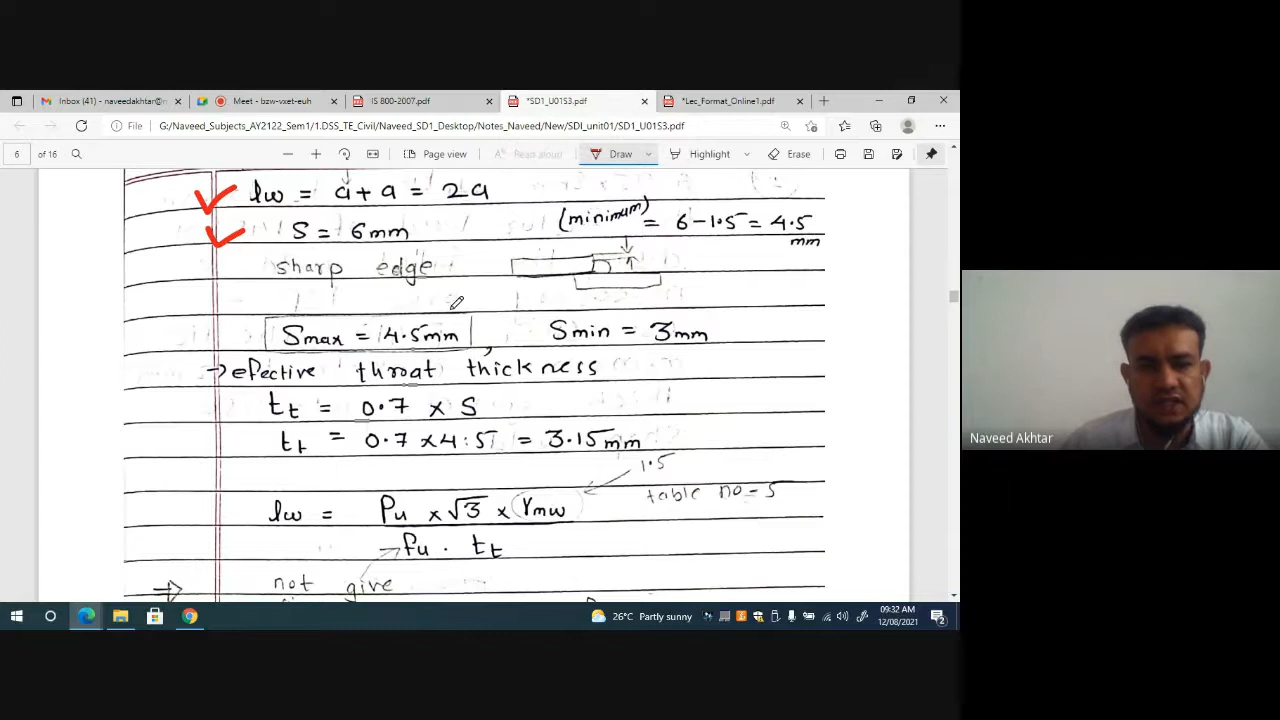 Inbox (41) - naveedakhtar@n
Meet - bzw-vxet-euh
IS 800-2007.pdf
*SD1_U01S3.pdf
*Lec_Format_Online1.pdf
File G:/Naveed_Subjects_AY2122_Sem1/1.DSS_TE_Civil/Naveed_SD1_Desktop/Notes_Naveed/New/SDI_unit01/SD1_U01S3.pdf
6 of 16 Page view Read aloud Draw Highlight Erase
lw = a + a = 2a
S = 6mm
(minimum) = 6 - 1.5 = 4.5 mm
sharp edge
Smax = 4.5mm , Smin = 3mm
→ effective throat thickness
tt = 0.7 x S
tt = 0.7 x 4.5 = 3.15mm
1.5
table no - 5
lw = Pu x √3 x γmw
fu . tt
⇒ not give
Naveed Akhtar
26°C Partly sunny
09:32 AM
12/08/2021
2